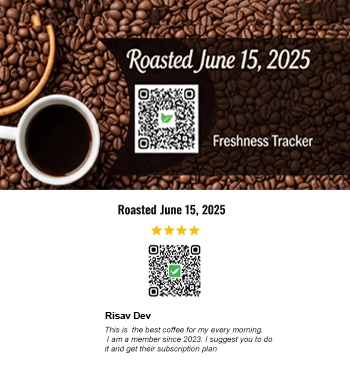 Roasted June 15, 2025
Freshness Tracker
Roasted June 15, 2025
Risav Dev
This is the best coffee for my every morning.
I am a member since 2023. I suggest you to do
it and get their subscription plan